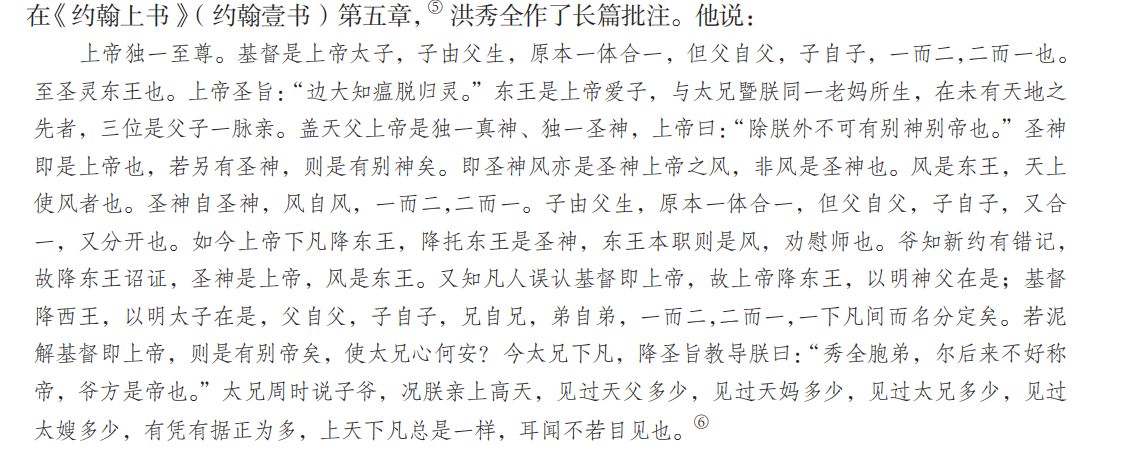 在《约翰上书》（约翰壹书）第五章，⑤ 洪秀全作了长篇批注。他说：
上帝独一至尊。基督是上帝太子，子由父生，原本一体合一，但父自父，子自子，一而二，二而一也。
至圣灵东王也。上帝圣旨：“边大知瘟脱归灵。”东王是上帝爱子，与太兄暨朕同一老妈所生，在未有天地之
先者，三位是父子一脉亲。盖天父上帝是独一真神、独一圣神，上帝曰：“除朕外不可有别神别帝也。”圣神
即是上帝也，若另有圣神，则是有别神矣。即圣神风亦是圣神上帝之风，非风是圣神也。风是东王，天上
使风者也。圣神自圣神，风自风，一而二，二而一。子由父生，原本一体合一，但父自父，子自子，又合
一，又分开也。如今上帝下凡降东王，降托东王是圣神，东王本职则是风，劝慰师也。爷知新约有错记，
故降东王诏证，圣神是上帝，风是东王。又知凡人误认基督即上帝，故上帝降东王，以明神父在是；基督
降西王，以明太子在是，父自父，子自子，兄自兄，弟自弟，一而二，二而一，一下凡间而名分定矣。若泥
解基督即上帝，则是有别帝矣，使太兄心何安？今太兄下凡，降圣旨教导朕曰：“秀全胞弟，尔后来不好称
帝，爷方是帝也。”太兄周时说子爷，况朕亲上高天，见过天父多少，见过天妈多少，见过太兄多少，见过
太嫂多少，有凭有据正为多，上天下凡总是一样，耳闻不若目见也。⑥